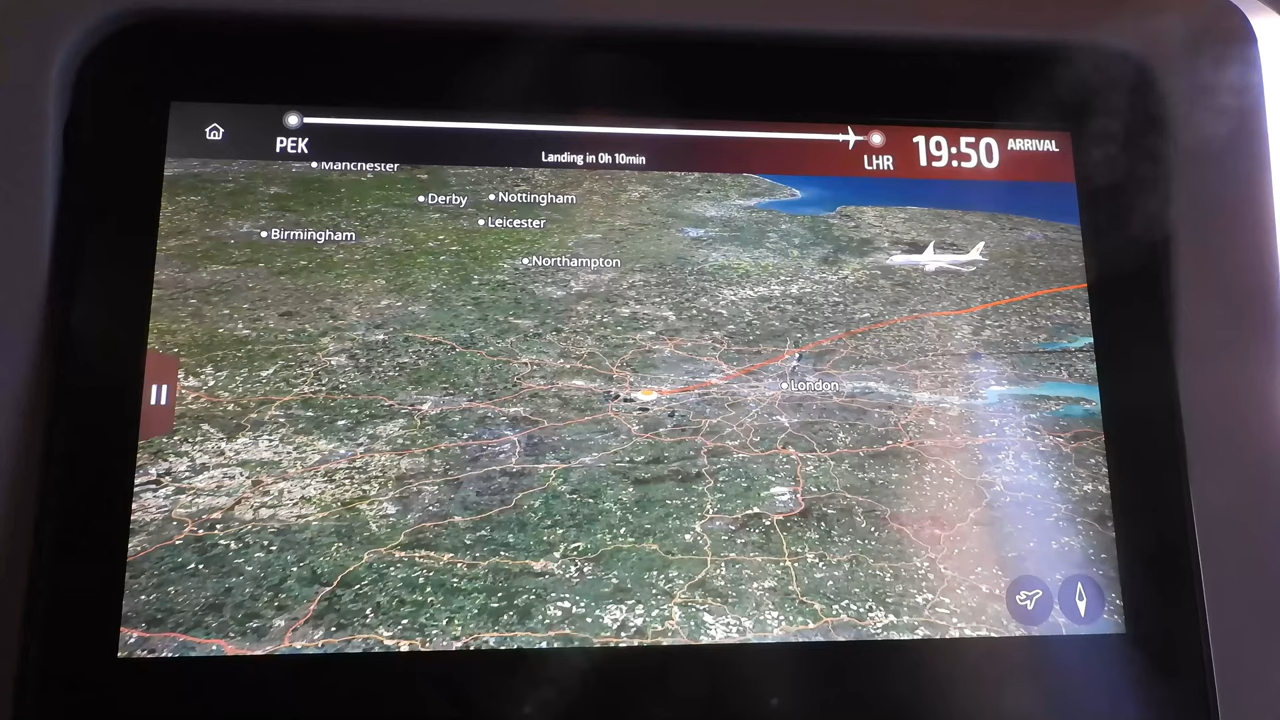 PEK
Landing in 0h 10min
LHR
19:50 ARRIVAL
Manchester
Derby
Nottingham
Leicester
Birmingham
Northampton
London